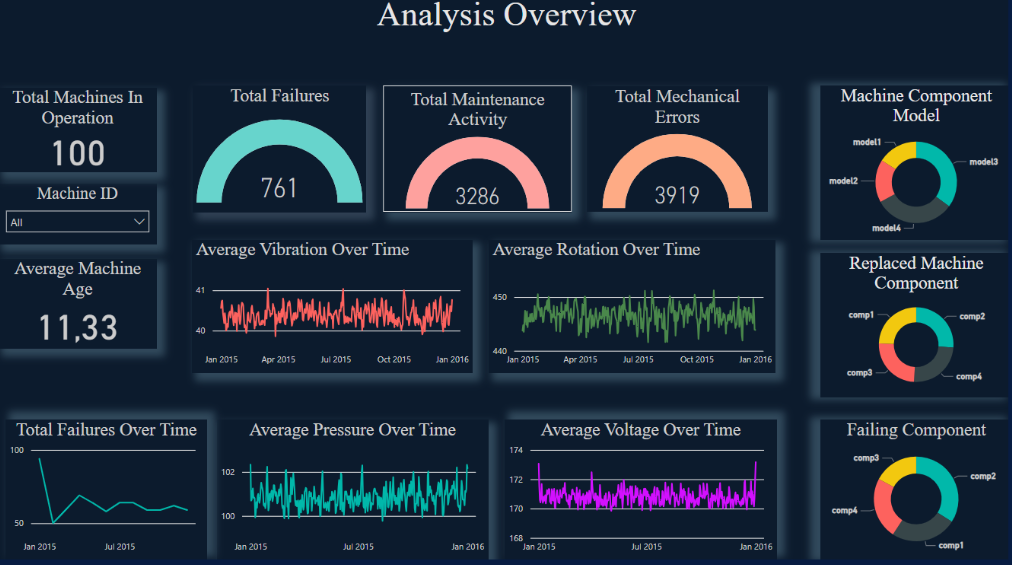 Analysis Overview
Total Machines In
Operation
100
Machine ID
All
Average Machine
Age
11,33
Total Failures
761
Total Maintenance
Activity
3286
Total Mechanical
Errors
3919
Machine Component
Model
model1
model3
model2
model4
Average Vibration Over Time
41
40
Jan 2015
Apr 2015
Jul 2015
Oct 2015
Jan 2016
Average Rotation Over Time
450
440
Jan 2015
Apr 2015
Jul 2015
Oct 2015
Jan 2016
Replaced Machine
Component
comp1
comp2
comp3
comp4
Total Failures Over Time
100
50
Jan 2015
Jul 2015
Average Pressure Over Time
102
100
Jan 2015
Jul 2015
Jan 2016
Average Voltage Over Time
174
172
170
168
Jan 2015
Jul 2015
Jan 2016
Failing Component
comp3
comp2
comp4
comp1